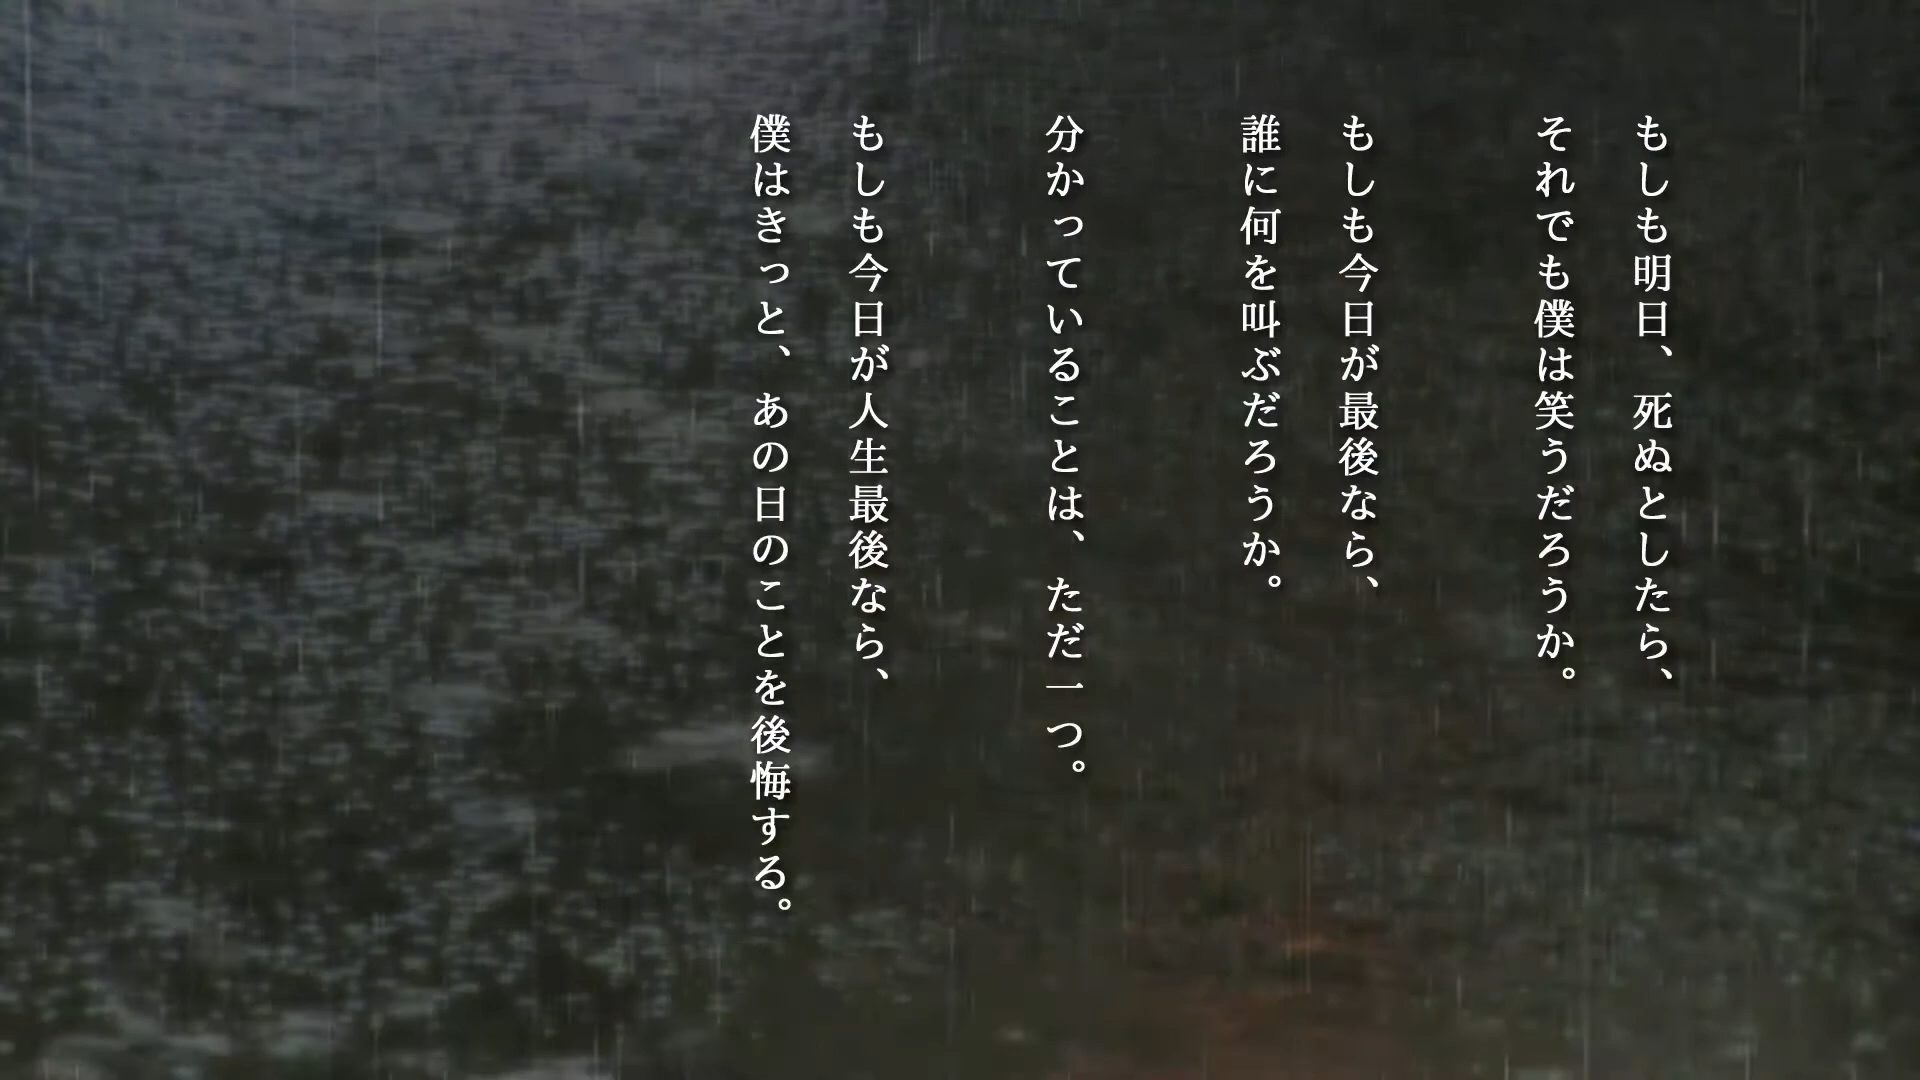 もしも明日、死ぬとしたら、
それでも僕は笑うだろうか。
もしも今日が最後なら、
誰に何を叫ぶだろうか。
分かっていることは、ただ一つ。
もしも今日が人生最後なら、
僕はきっと、あの日のことを後悔する。